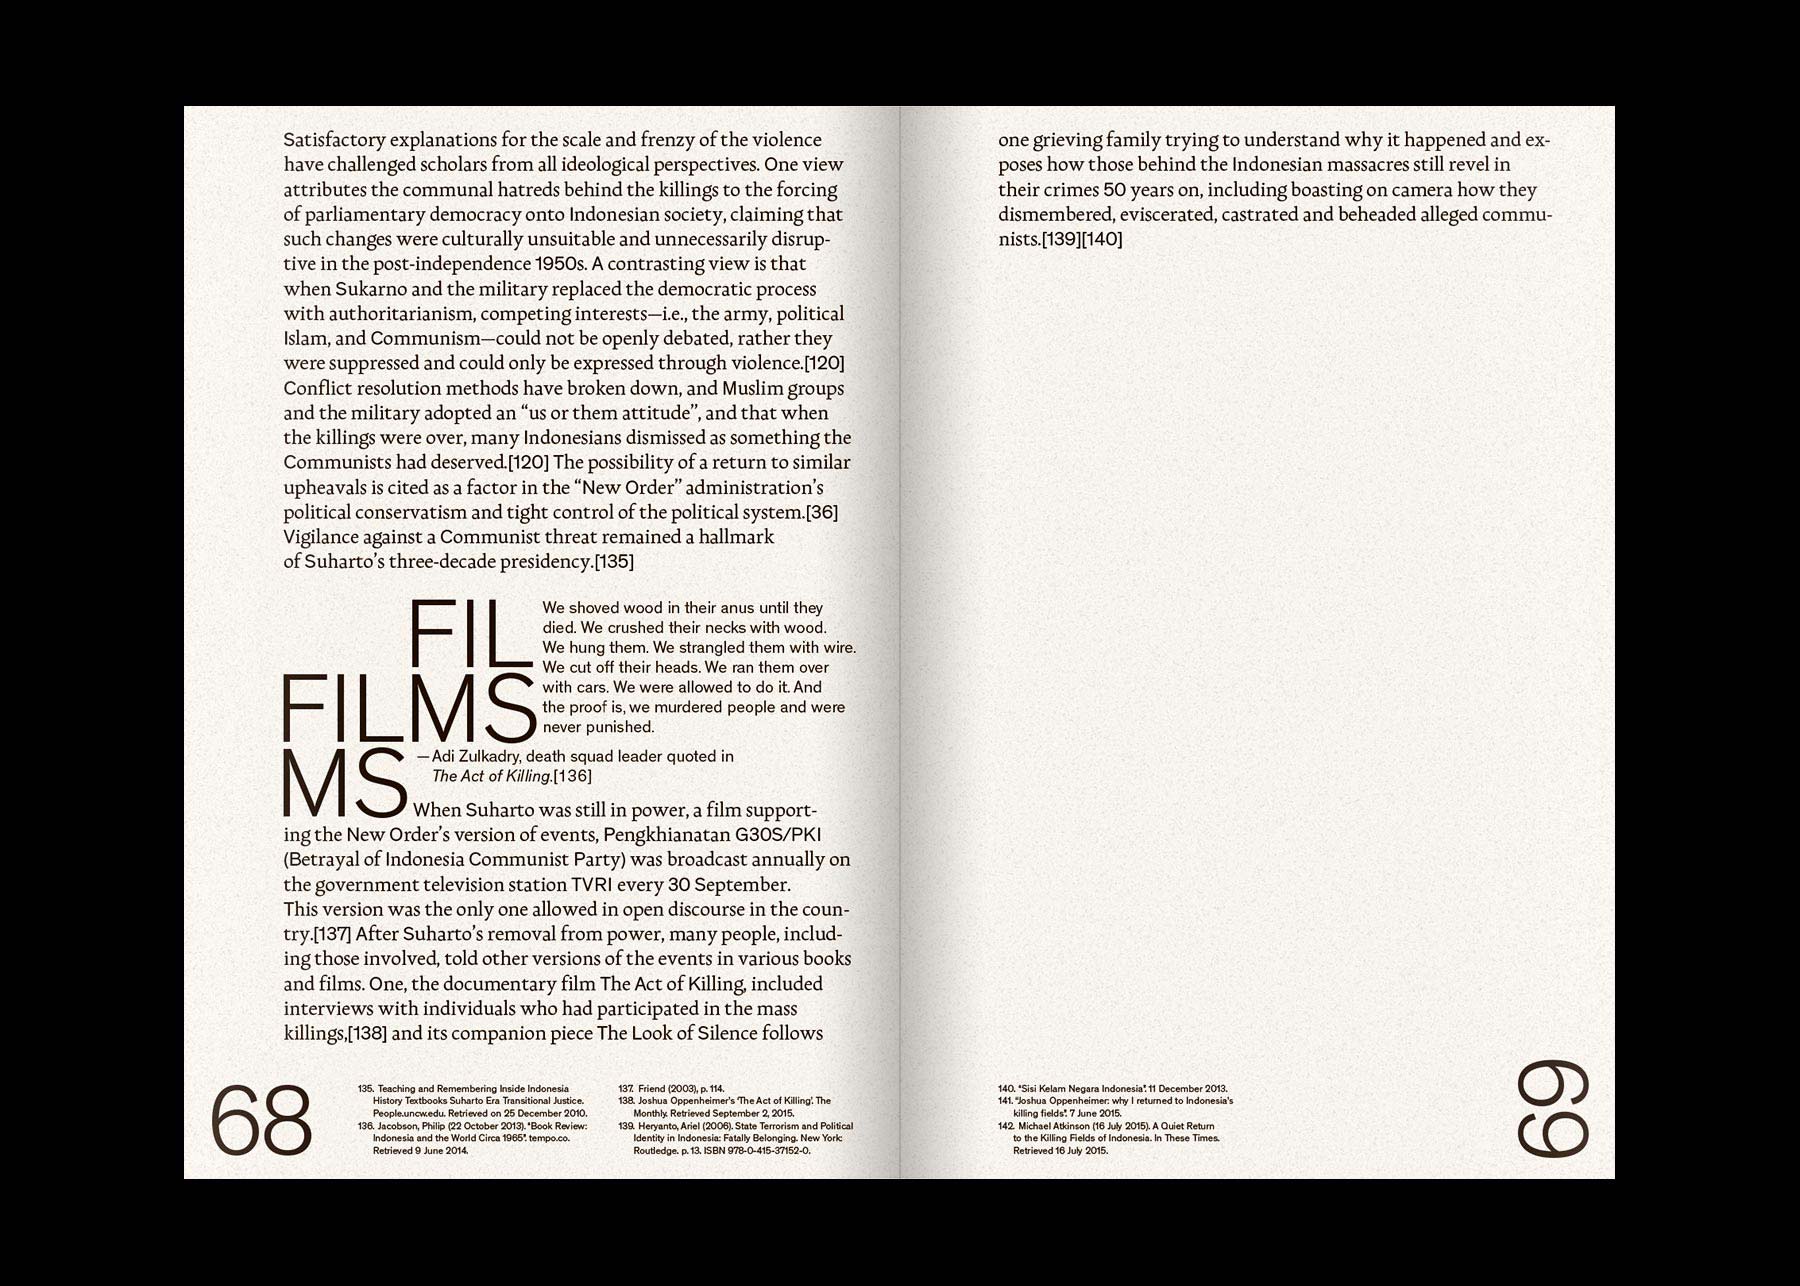 Satisfactory explanations for the scale and frenzy of the violence
have challenged scholars from all ideological perspectives. One view
attributes the communal hatreds behind the killings to the forcing
of parliamentary democracy onto Indonesian society, claiming that
such changes were culturally unsuitable and unnecessarily disrup-
tive in the post-independence 1950s. A contrasting view is that
when Sukarno and the military replaced the democratic process
with authoritarianism, competing interests—i.e., the army, political
Islam, and Communism—could not be openly debated, rather they
were suppressed and could only be expressed through violence.[120]
Conflict resolution methods have broken down, and Muslim groups
and the military adopted an “us or them attitude”, and that when
the killings were over, many Indonesians dismissed as something the
Communists had deserved.[120] The possibility of a return to similar
upheavals is cited as a factor in the “New Order” administration’s
political conservatism and tight control of the political system.[36]
Vigilance against a Communist threat remained a hallmark
of Suharto’s three-decade presidency.[135]
FIL
FILMS
MS
We shoved wood in their anus until they
died. We crushed their necks with wood.
We hung them. We strangled them with wire.
We cut off their heads. We ran them over
with cars. We were allowed to do it. And
the proof is, we murdered people and were
never punished.
—Adi Zulkadry, death squad leader quoted in
The Act of Killing.[136]
When Suharto was still in power, a film support-
ing the New Order’s version of events, Pengkhianatan G30S/PKI
(Betrayal of Indonesia Communist Party) was broadcast annually on
the government television station TVRI every 30 September.
This version was the only one allowed in open discourse in the coun-
try.[137] After Suharto’s removal from power, many people, includ-
ing those involved, told other versions of the events in various books
and films. One, the documentary film The Act of Killing, included
interviews with individuals who had participated in the mass
killings,[138] and its companion piece The Look of Silence follows
68
135. Teaching and Remembering Inside Indonesia
History Textbooks Suharto Era Transitional Justice.
People.uncw.edu. Retrieved on 25 December 2010.
136. Jacobson, Philip (22 October 2013). "Book Review:
Indonesia and the World Circa 1965". tempo.co.
Retrieved 9 June 2014.
137. Friend (2003), p. 114.
138. Joshua Oppenheimer's 'The Act of Killing'. The
Monthly. Retrieved September 2, 2015.
139. Heryanto, Ariel (2006). State Terrorism and Political
Identity in Indonesia: Fatally Belonging. New York:
Routledge. p. 13. ISBN 978-0-415-37152-0.
one grieving family trying to understand why it happened and ex-
poses how those behind the Indonesian massacres still revel in
their crimes 50 years on, including boasting on camera how they
dismembered, eviscerated, castrated and beheaded alleged commu-
nists.[139][140]
140. "Sisi Kelam Negara Indonesia". 11 December 2013.
141. "Joshua Oppenheimer: why I returned to Indonesia's
killing fields". 7 June 2015.
142. Michael Atkinson (16 July 2015). A Quiet Return
to the Killing Fields of Indonesia. In These Times.
Retrieved 16 July 2015.
69